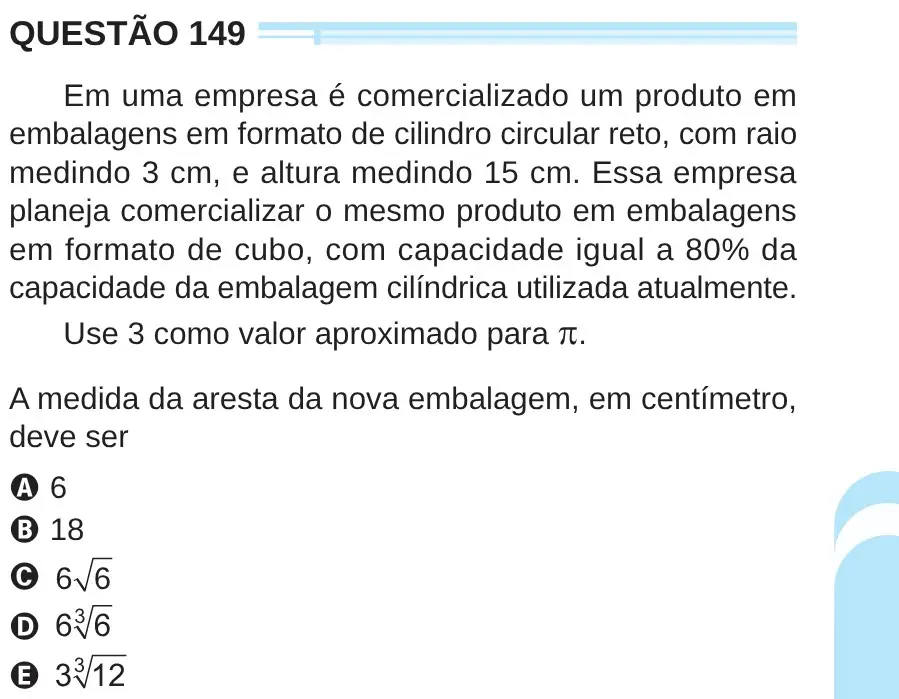 QUESTÃO 149
Em uma empresa é comercializado um produto em
embalagens em formato de cilindro circular reto, com raio
medindo 3 cm, e altura medindo 15 cm. Essa empresa
planeja comercializar o mesmo produto em embalagens
em formato de cubo, com capacidade igual a 80% da
capacidade da embalagem cilíndrica utilizada atualmente.
Use 3 como valor aproximado para π.
A medida da aresta da nova embalagem, em centímetro,
deve ser
A 6
B 18
C 6√6
D 6∛6
E 3∛12